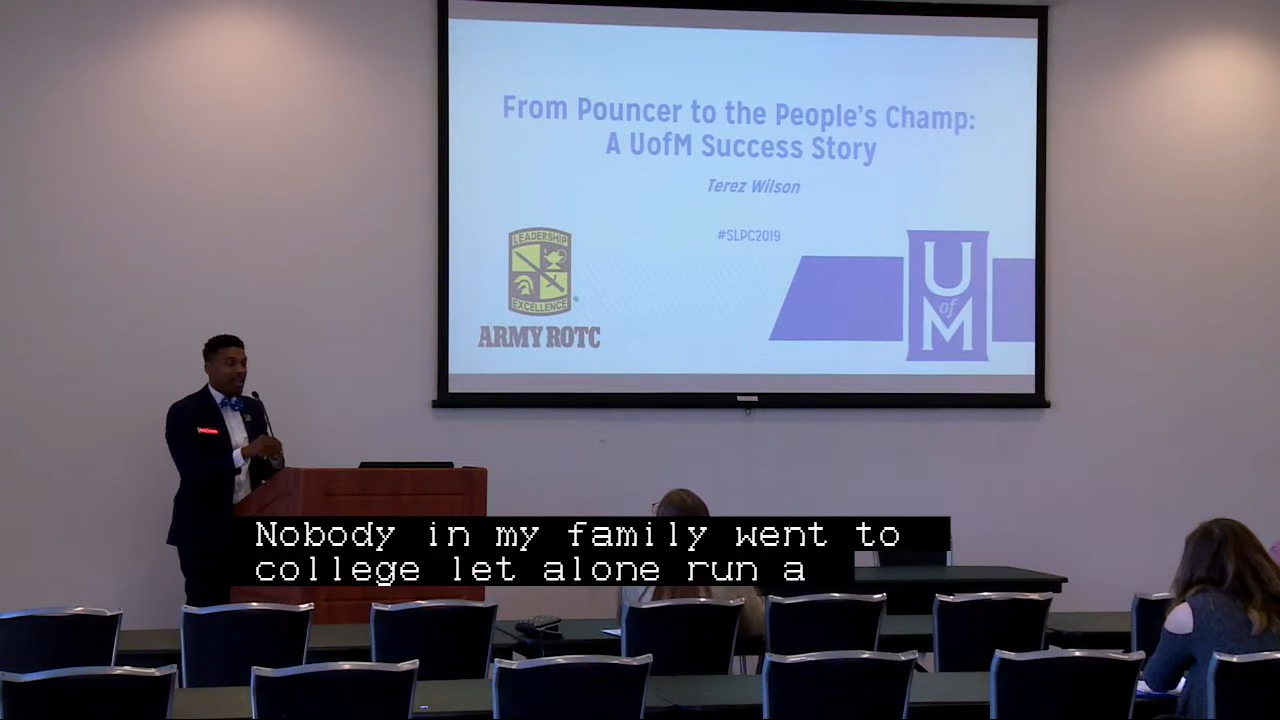 From Pouncer to the People's Champ:
A UofM Success Story
Terez Wilson
#SLPC2019
LEADERSHIP
EXCELLENCE
ARMY ROTC
U
of
M
Nobody in my family went to
college let alone run a